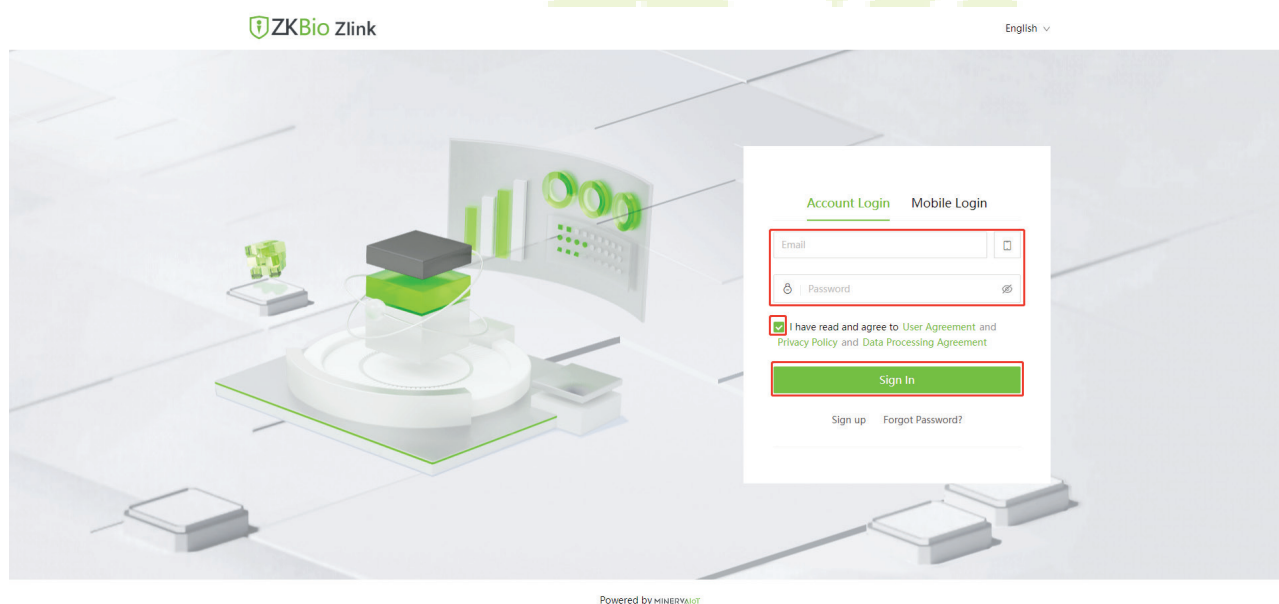 ZKBio Zlink
English
Account Login Mobile Login
Email
Password
I have read and agree to User Agreement and
Privacy Policy and Data Processing Agreement
Sign In
Sign up Forgot Password?
Powered by MINERVAIOT